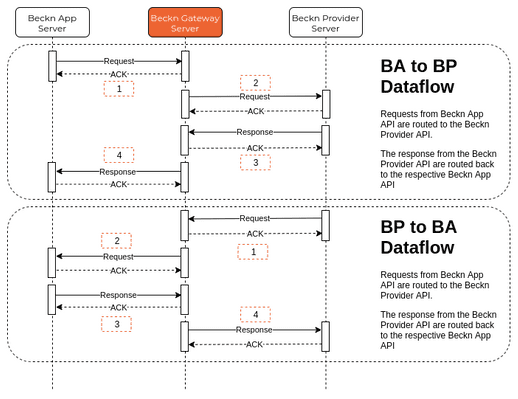 Beckn App
Server
Beckn Gateway
Server
Beckn Provider
Server
Request
ACK
1
2
Request
ACK
Response
ACK
3
4
Response
ACK
BA to BP
Dataflow
Requests from Beckn App
API are routed to the Beckn
Provider API.
The response from the Beckn
Provider API are routed back
to the respective Beckn App
API
Request
ACK
1
2
Request
ACK
Response
ACK
3
4
Response
ACK
BP to BA
Dataflow
Requests from Beckn App
API are routed to the Beckn
Provider API.
The response from the Beckn
Provider API are routed back
to the respective Beckn App
API